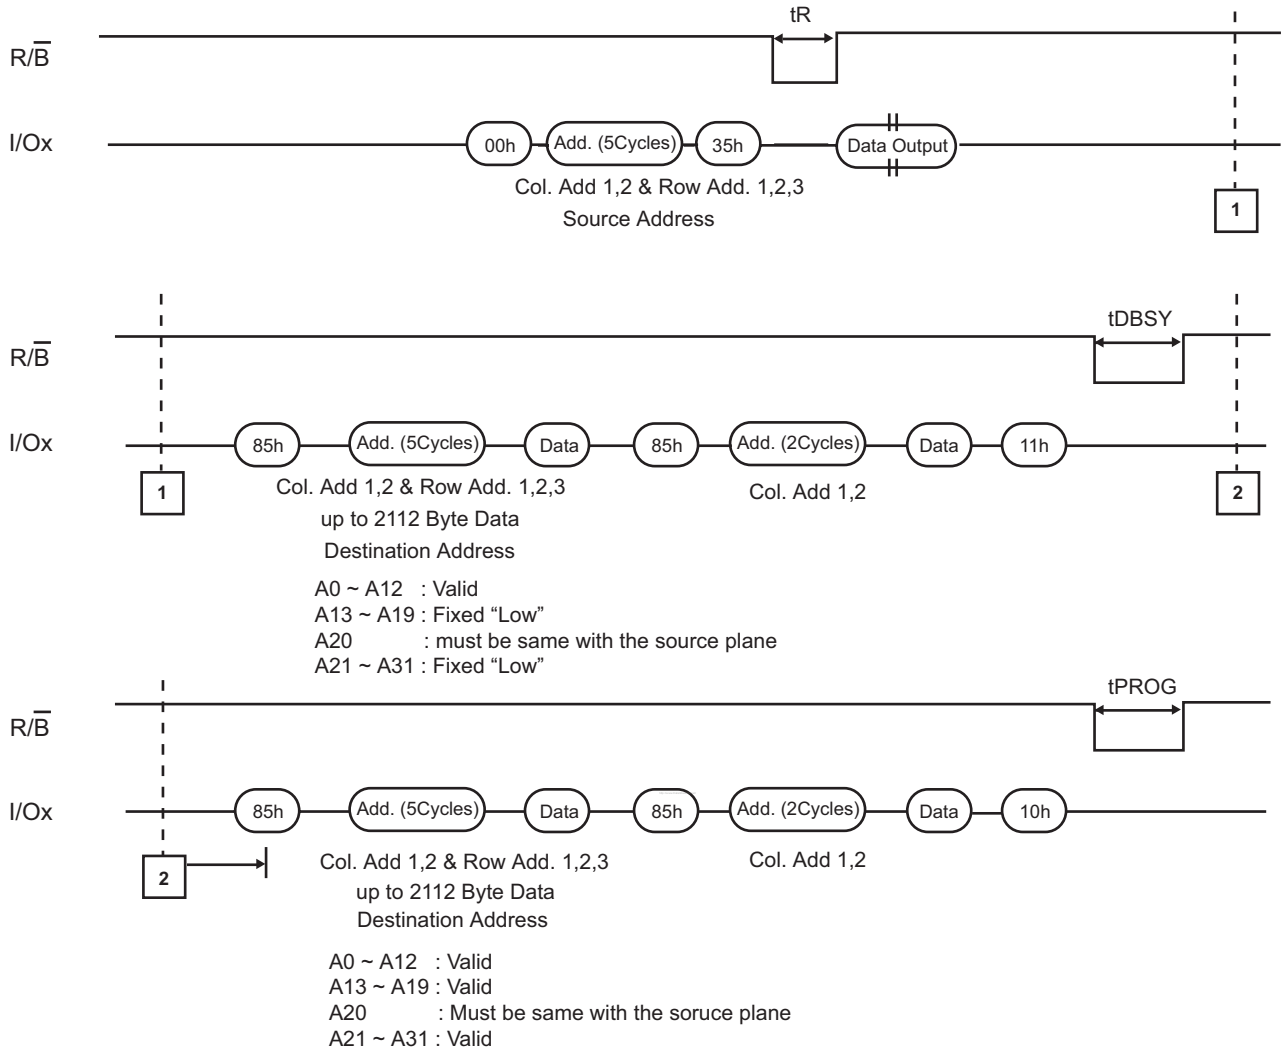 tR
R/B̅
I/Ox
00h Add. (5Cycles) 35h Data Output
Col. Add 1,2 & Row Add. 1,2,3
Source Address
1
tDBSY
R/B̅
I/Ox
85h Add. (5Cycles) Data 85h Add. (2Cycles) Data 11h
1
Col. Add 1,2 & Row Add. 1,2,3
Col. Add 1,2
2
up to 2112 Byte Data
Destination Address
A0 ~ A12 : Valid
A13 ~ A19 : Fixed “Low”
A20 : must be same with the source plane
A21 ~ A31 : Fixed “Low”
tPROG
R/B̅
I/Ox
85h Add. (5Cycles) Data 85h Add. (2Cycles) Data 10h
2
Col. Add 1,2 & Row Add. 1,2,3
Col. Add 1,2
up to 2112 Byte Data
Destination Address
A0 ~ A12 : Valid
A13 ~ A19 : Valid
A20 : Must be same with the soruce plane
A21 ~ A31 : Valid